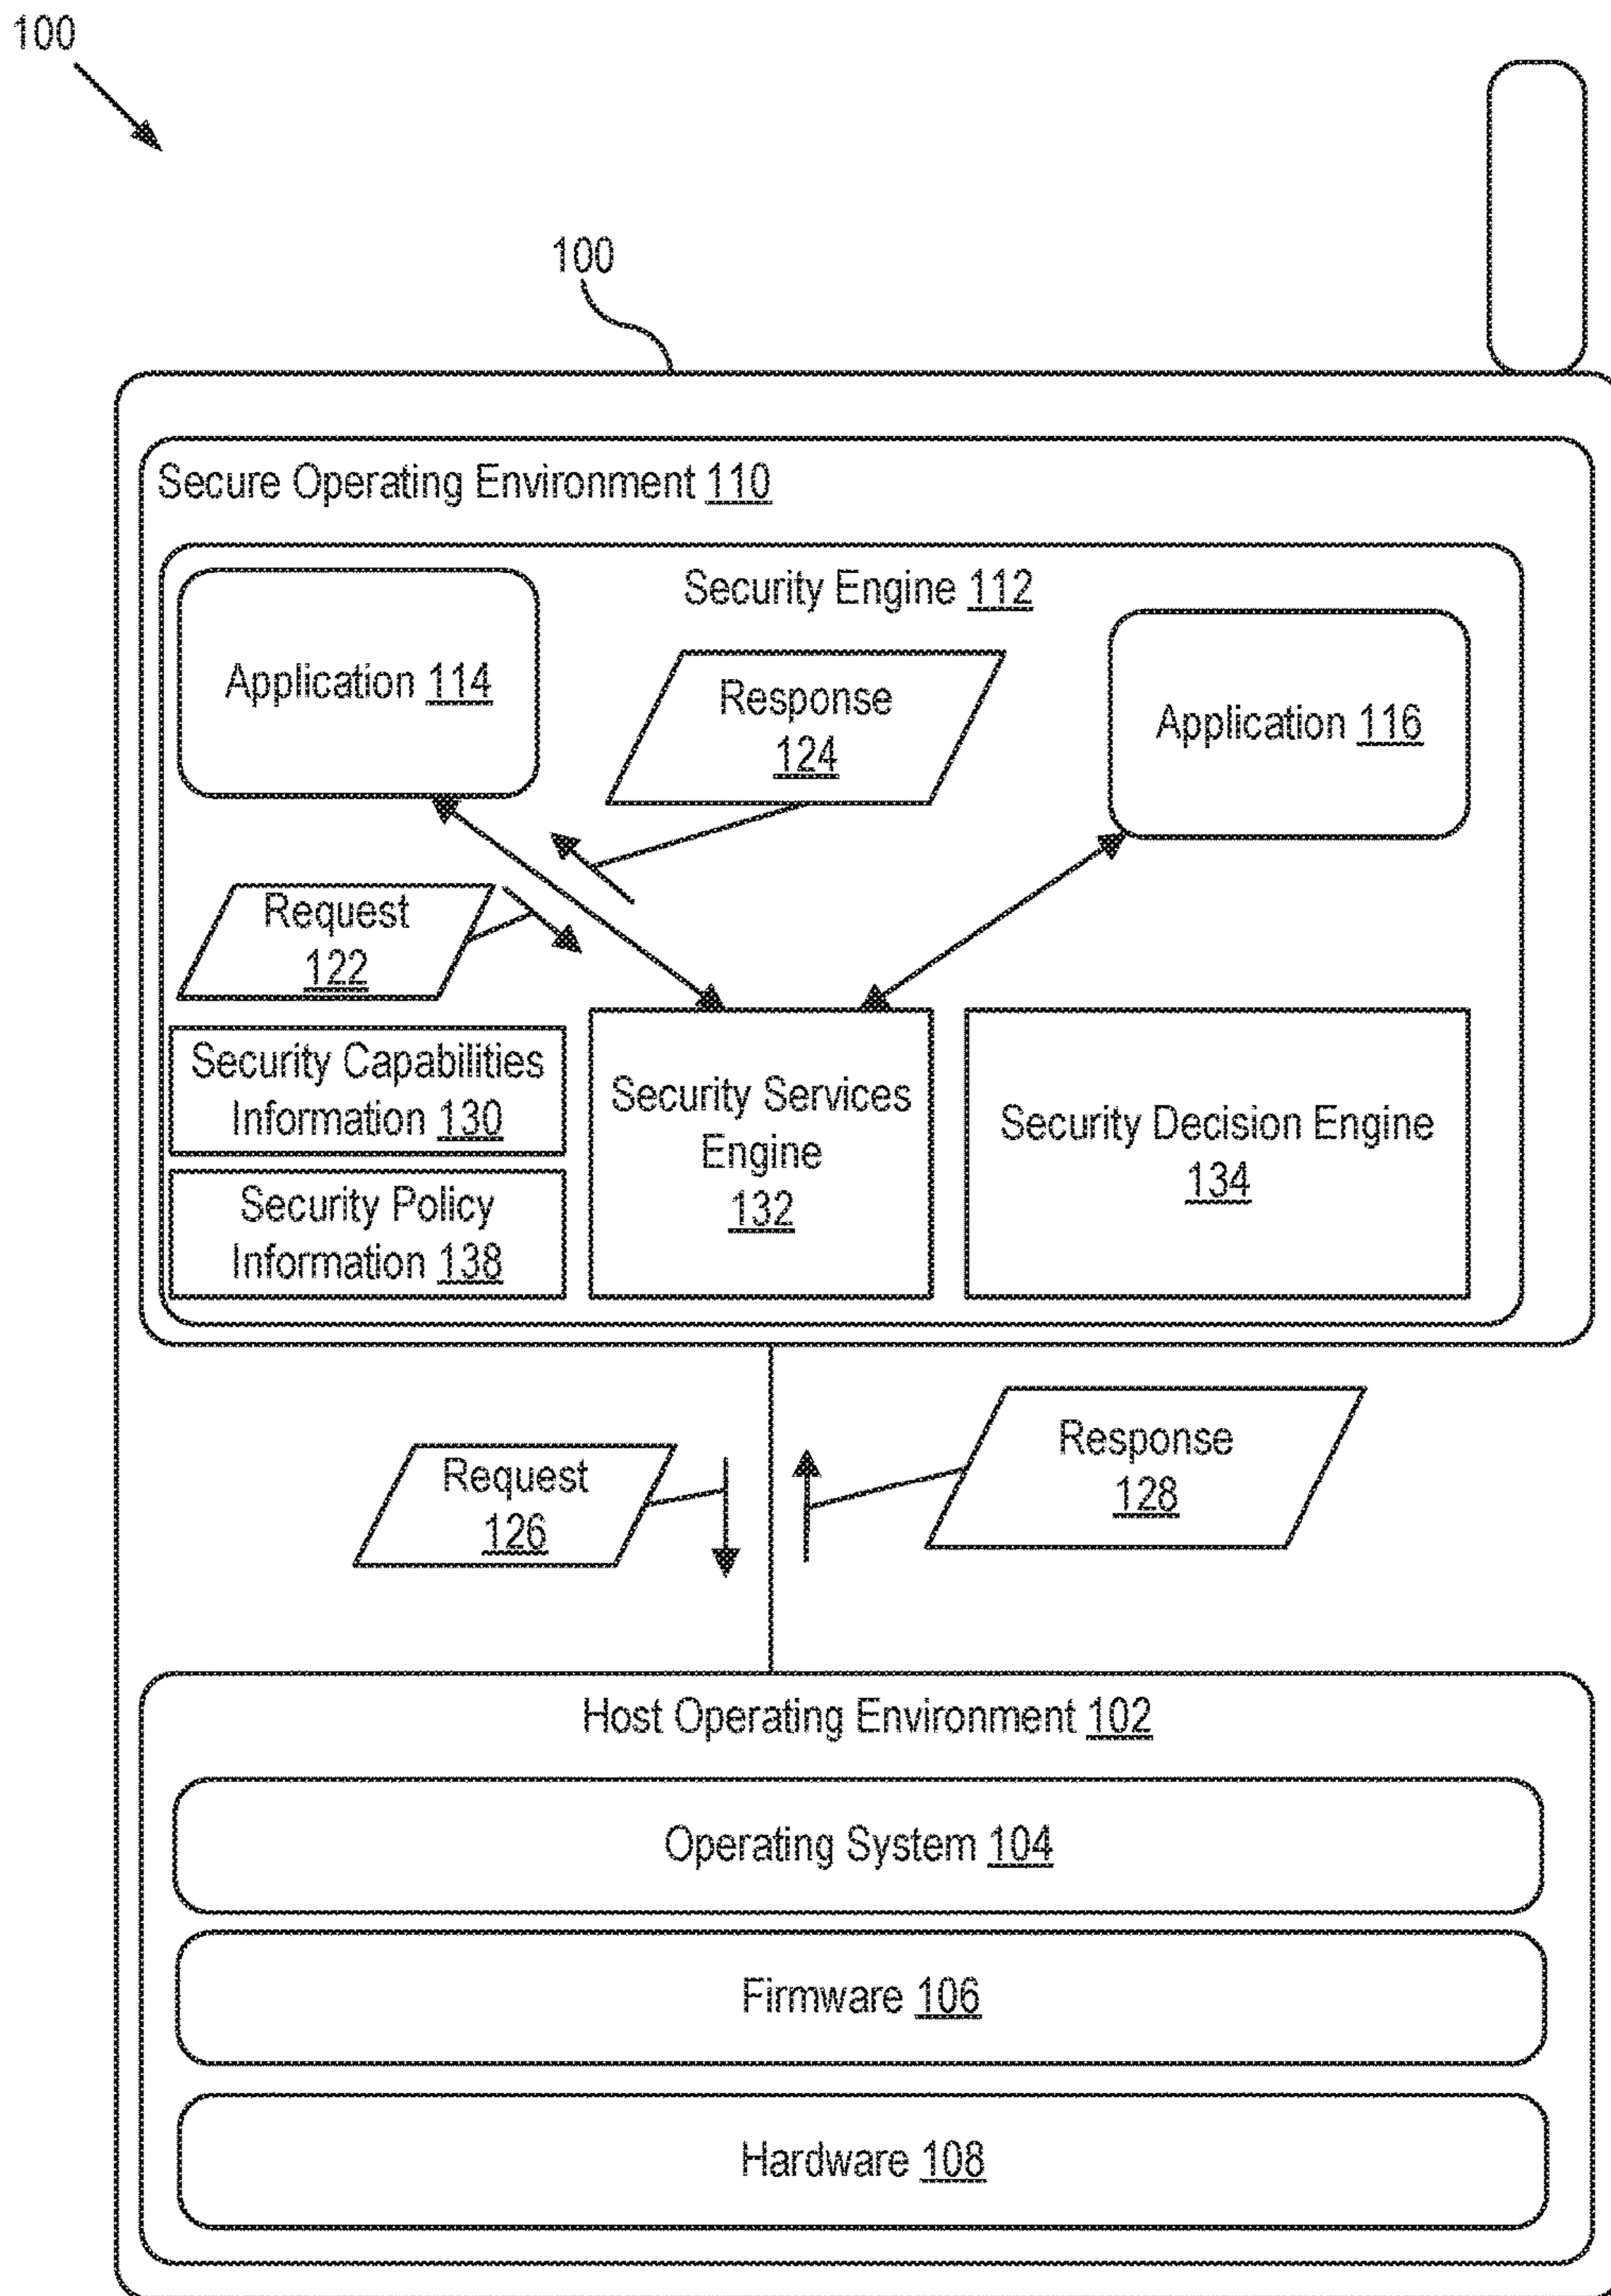 100
100
Secure Operating Environment 110
Security Engine 112
Application 114
Response
124
Application 116
Request
122
Security Capabilities
Information 130
Security Policy
Information 138
Security Services
Engine
132
Security Decision Engine
134
Request
126
Response
128
Host Operating Environment 102
Operating System 104
Firmware 106
Hardware 108